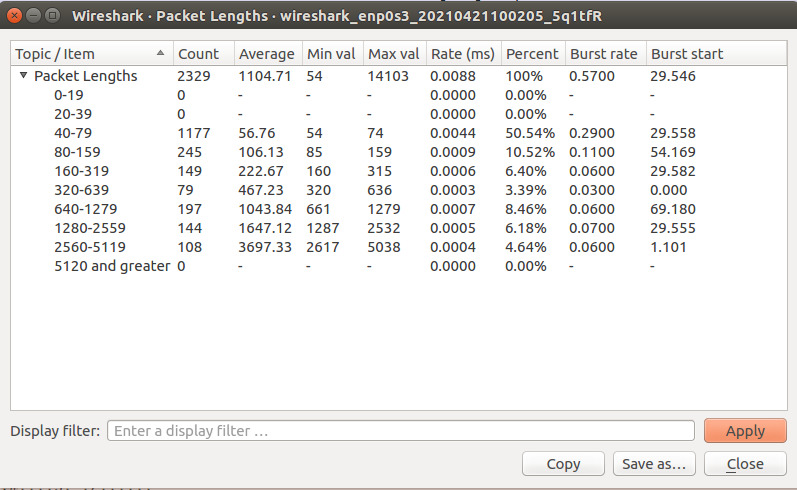 Wireshark · Packet Lengths · wireshark_enp0s3_20210421100205_5q1tfR
Topic / Item Count Average Min val Max val Rate (ms) Percent Burst rate Burst start
Packet Lengths 2329 1104.71 54 14103 0.0088 100% 0.5700 29.546
0-19 0 - - - 0.0000 0.00% - -
20-39 0 - - - 0.0000 0.00% - -
40-79 1177 56.76 54 74 0.0044 50.54% 0.2900 29.558
80-159 245 106.13 85 159 0.0009 10.52% 0.1100 54.169
160-319 149 222.67 160 315 0.0006 6.40% 0.0600 29.582
320-639 79 467.23 320 636 0.0003 3.39% 0.0300 0.000
640-1279 197 1043.84 661 1279 0.0007 8.46% 0.0600 69.180
1280-2559 144 1647.12 1287 2532 0.0005 6.18% 0.0700 29.555
2560-5119 108 3697.33 2617 5038 0.0004 4.64% 0.0600 1.101
5120 and greater 0 - - - 0.0000 0.00% - -
Display filter: Enter a display filter ... Apply
Copy Save as... Close